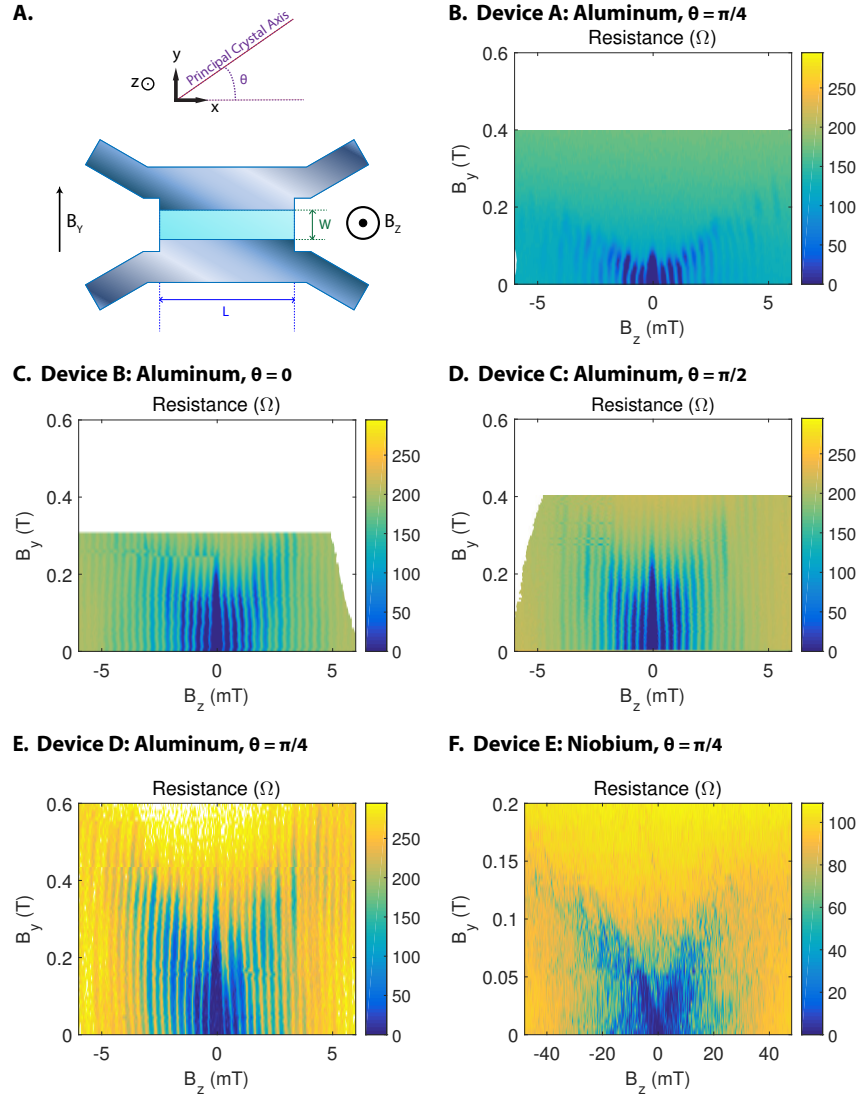 A.
y
Principal Crystal Axis
z
θ
x
B_Y
W
B_Z
L
B. Device A: Aluminum, θ = π/4
Resistance (Ω)
B_y (T)
0.6
0.4
0.2
0
-5
0
5
B_z (mT)
250
200
150
100
50
0
C. Device B: Aluminum, θ = 0
Resistance (Ω)
B_y (T)
0.6
0.4
0.2
0
-5
0
5
B_z (mT)
250
200
150
100
50
0
D. Device C: Aluminum, θ = π/2
Resistance (Ω)
B_y (T)
0.6
0.4
0.2
0
-5
0
5
B_z (mT)
250
200
150
100
50
0
E. Device D: Aluminum, θ = π/4
Resistance (Ω)
B_y (T)
0.6
0.4
0.2
0
-5
0
5
B_z (mT)
250
200
150
100
50
0
F. Device E: Niobium, θ = π/4
Resistance (Ω)
B_y (T)
0.2
0.15
0.1
0.05
0
-40
-20
0
20
40
B_z (mT)
100
80
60
40
20
0